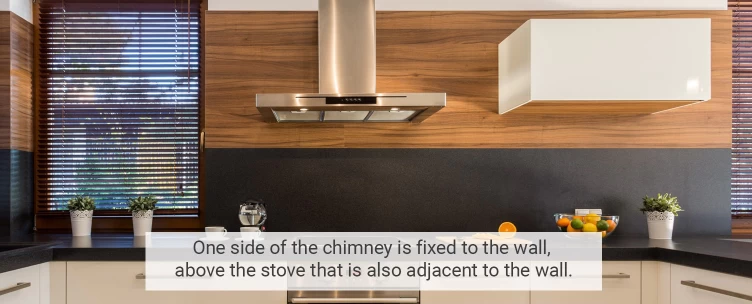 One side of the chimney is fixed to the wall,
above the stove that is also adjacent to the wall.